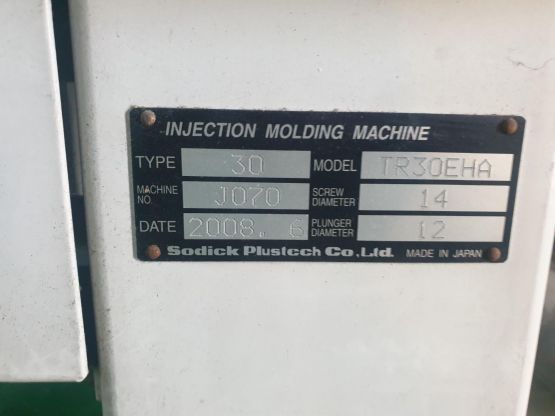 INJECTION MOLDING MACHINE
TYPE 30 MODEL TR30EHA
MACHINE NO. J070 SCREW DIAMETER 14
DATE 2008. 6 PLUNGER DIAMETER 12
Sodick Plustech Co.,Ltd. MADE IN JAPAN